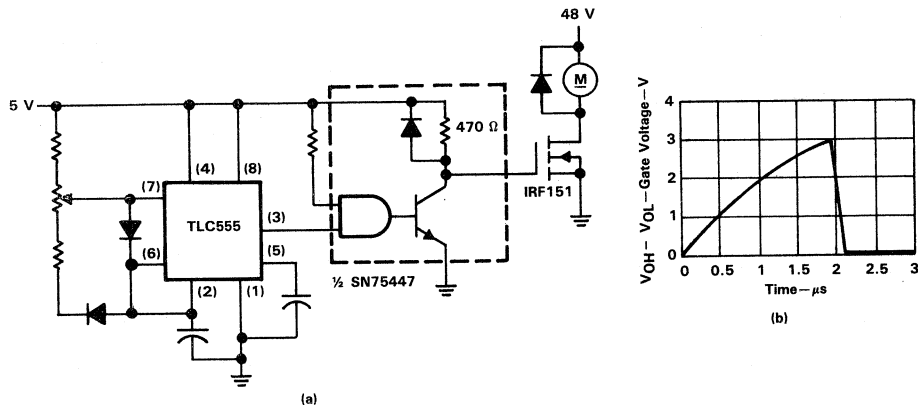 48 V
M
5 V
470 Ω
(4)
(8)
(7)
TLC555
(3)
(6)
(5)
(2)
(1)
½ SN75447
IRF151
(a)
VOH – VOL – Gate Voltage – V
4
3
2
1
0
0 0.5 1 1.5 2 2.5 3
Time – μs
(b)